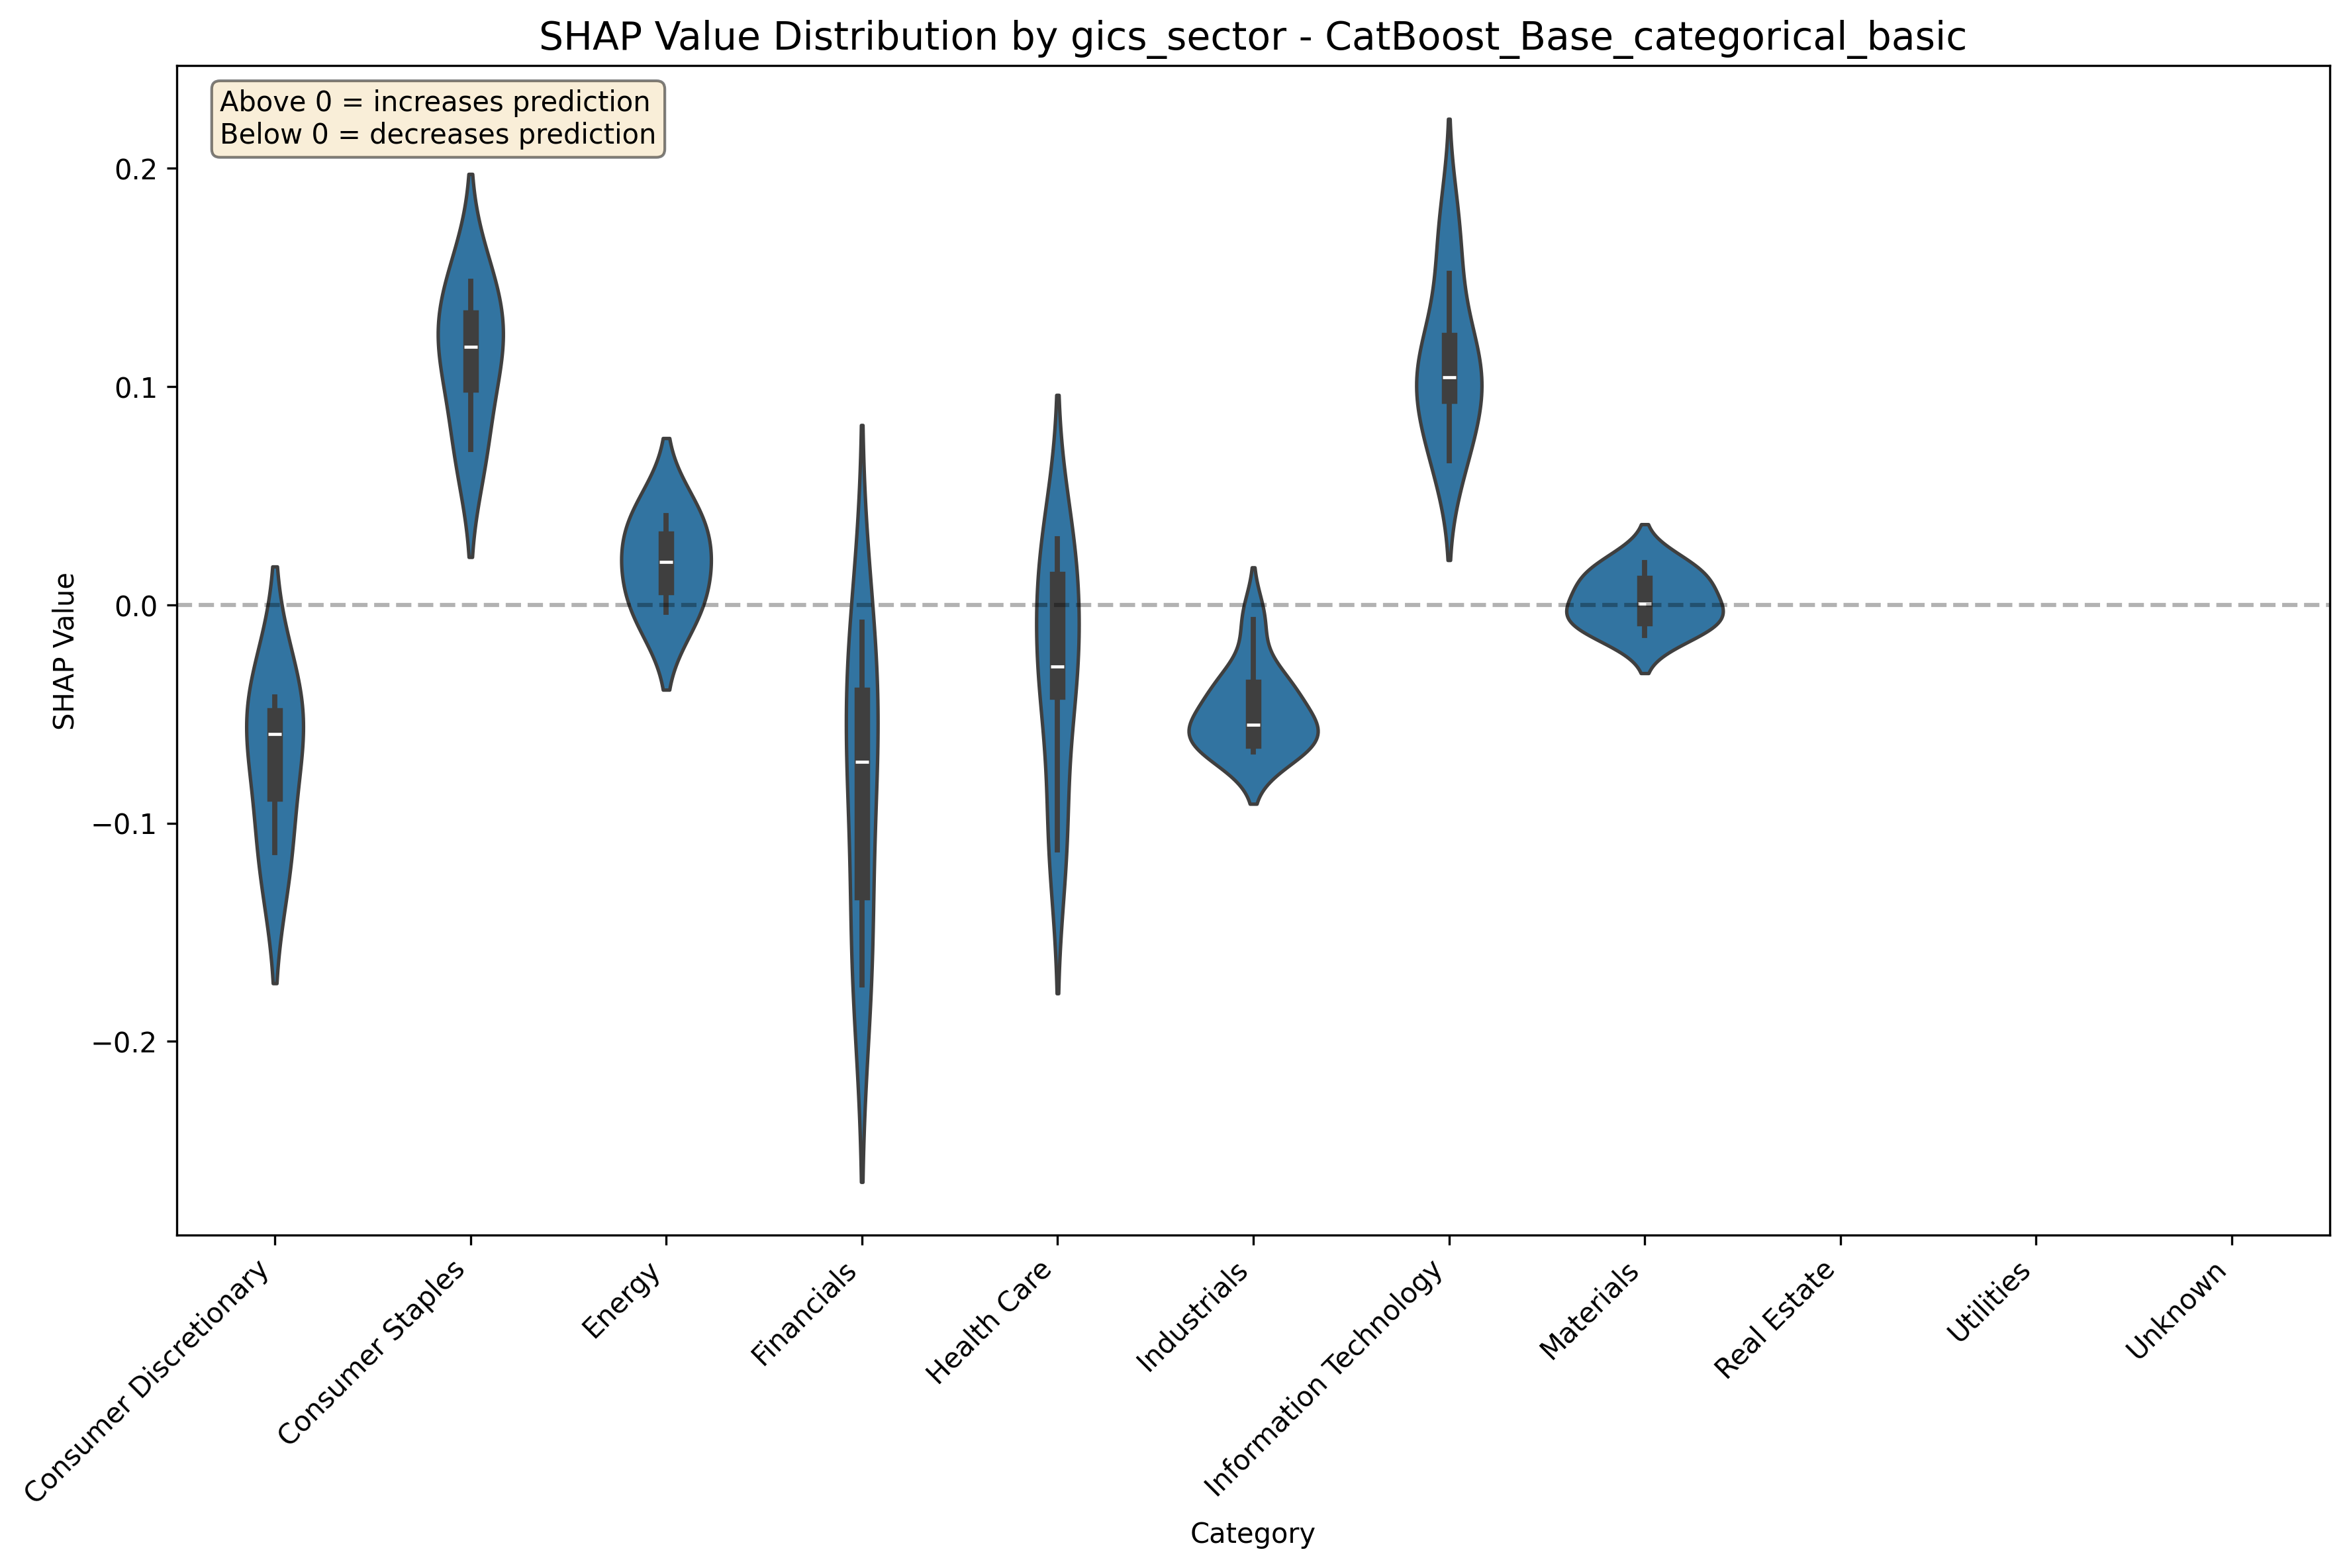 SHAP Value Distribution by gics_sector - CatBoost_Base_categorical_basic
Above 0 = increases prediction
Below 0 = decreases prediction
SHAP Value
0.2
0.1
0.0
−0.1
−0.2
Consumer Discretionary
Consumer Staples
Energy
Financials
Health Care
Industrials
Information Technology
Materials
Real Estate
Utilities
Unknown
Category